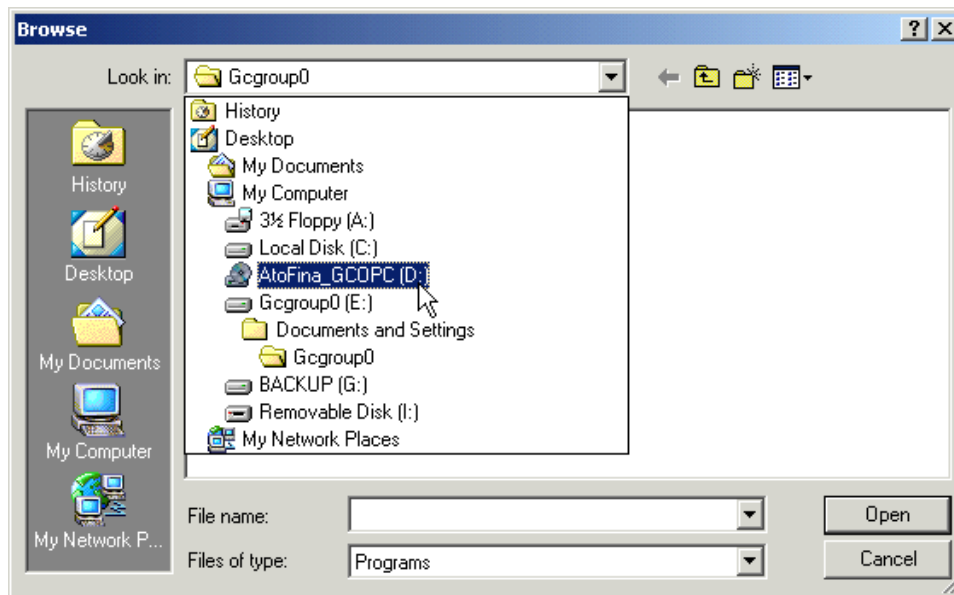 Browse
Look in: Gcgroup0
History
Desktop
My Documents
My Computer
3½ Floppy (A:)
Local Disk (C:)
AtoFina_GCOPC (D:)
Gcgroup0 (E:)
Documents and Settings
Gcgroup0
BACKUP (G:)
Removable Disk (I:)
My Network Places
History
Desktop
My Documents
My Computer
My Network P...
File name:
Open
Files of type: Programs
Cancel